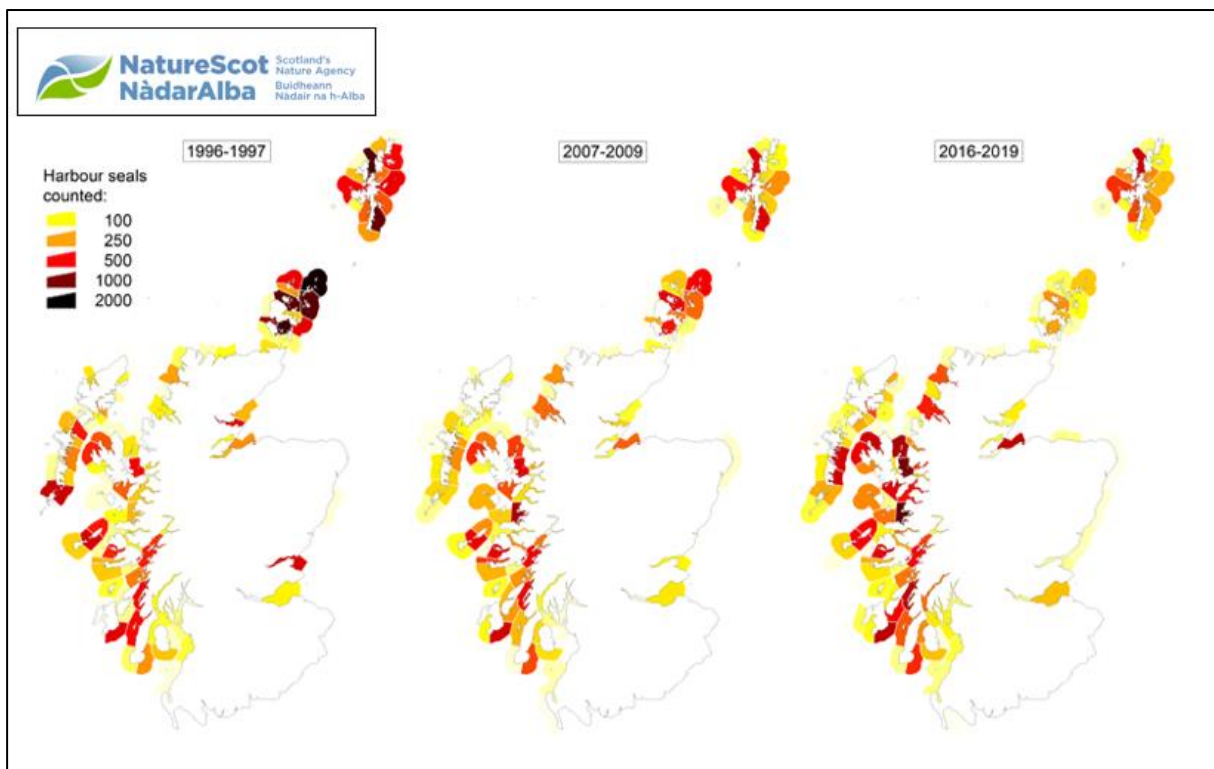 NatureScot
NàdarAlba
Scotland's
Nature Agency
Buidheann
Nàdair na h-Alba
1996-1997
2007-2009
2016-2019
Harbour seals
counted:
100
250
500
1000
2000